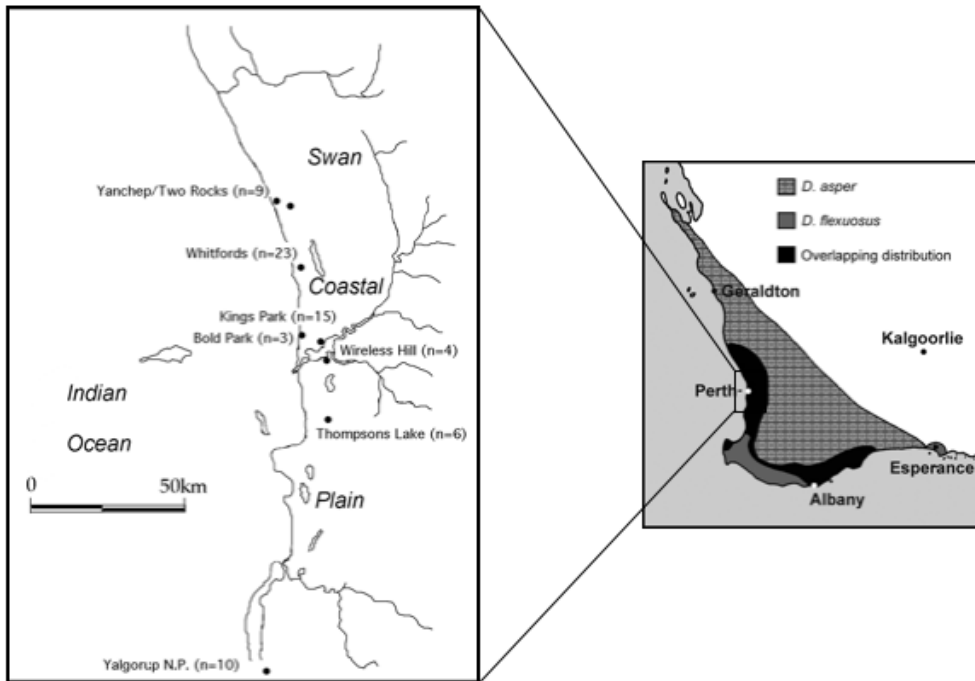 Swan
Yanchep/Two Rocks (n=9)
Whitfords (n=23)
Coastal
Kings Park (n=15)
Bold Park (n=3)
Wireless Hill (n=4)
Indian
Ocean
Thompsons Lake (n=6)
0 50km
Plain
Yalgorup N.P. (n=10)
D. asper
D. flexuosus
Overlapping distribution
Geraldton
Kalgoorlie
Perth
Esperance
Albany